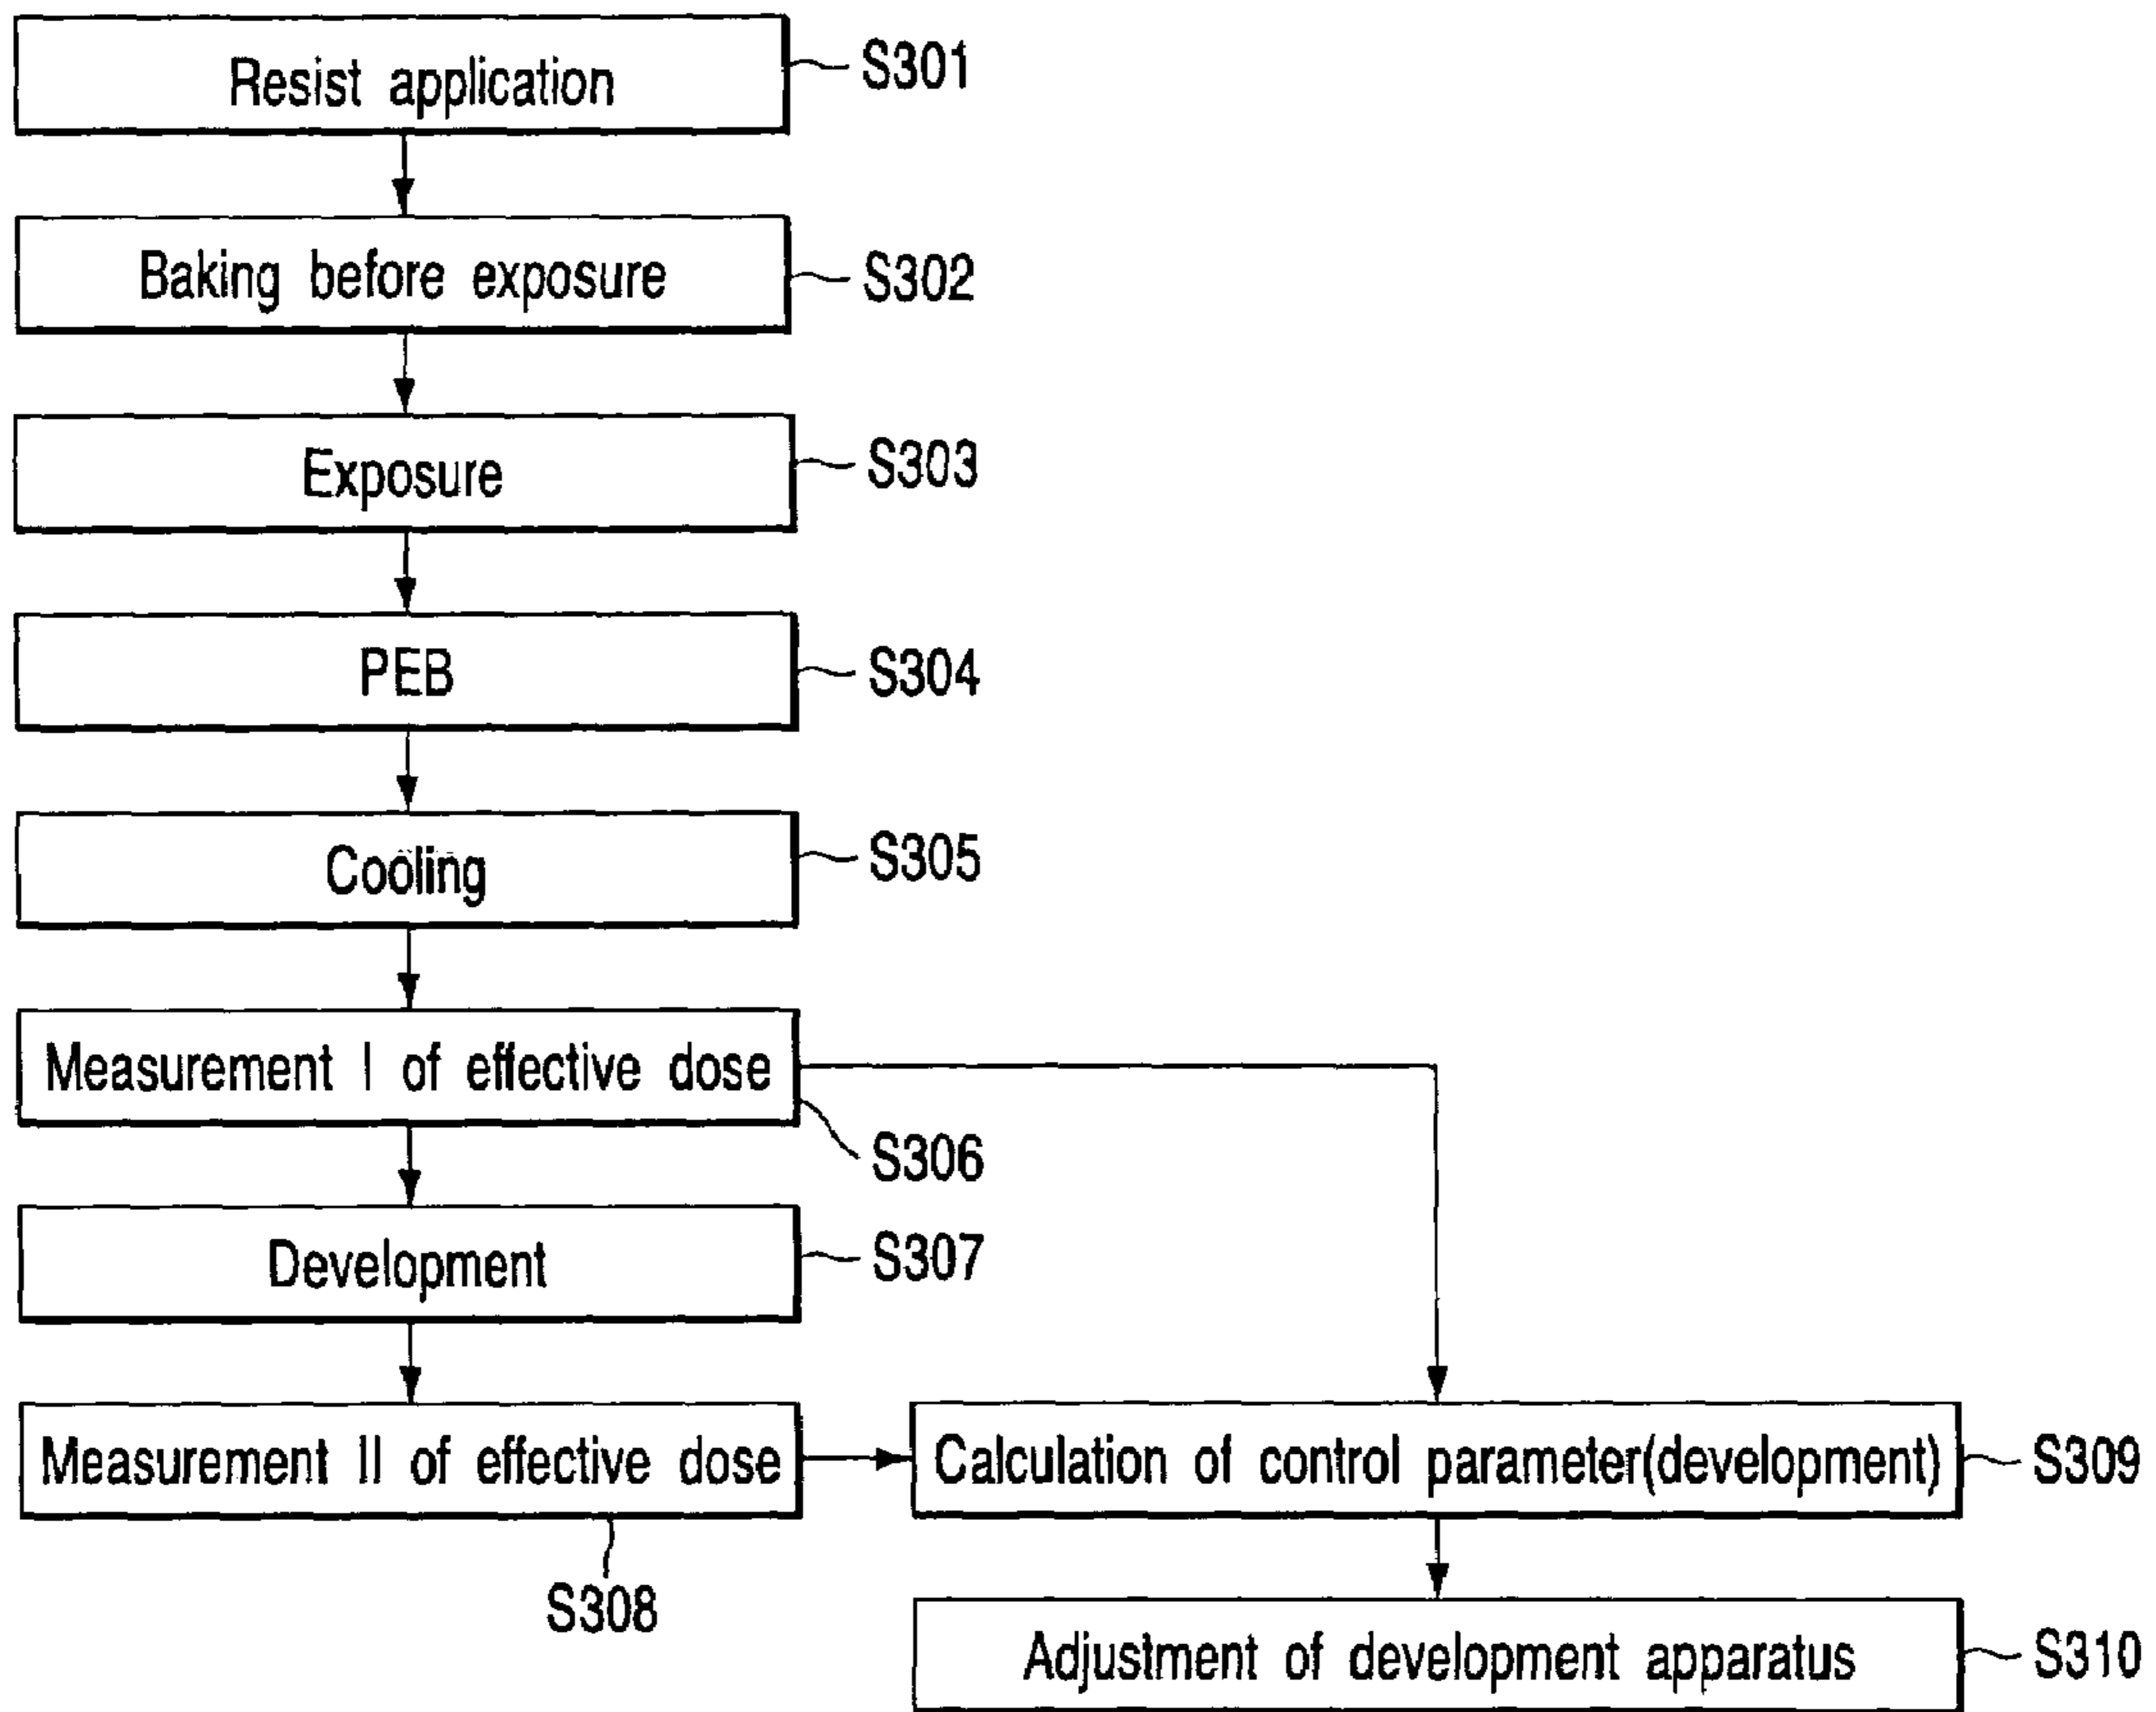 Resist application
S301
Baking before exposure
S302
Exposure
S303
PEB
S304
Cooling
S305
Measurement I of effective dose
S306
Development
S307
Measurement II of effective dose
S308
Calculation of control parameter(development)
S309
Adjustment of development apparatus
S310